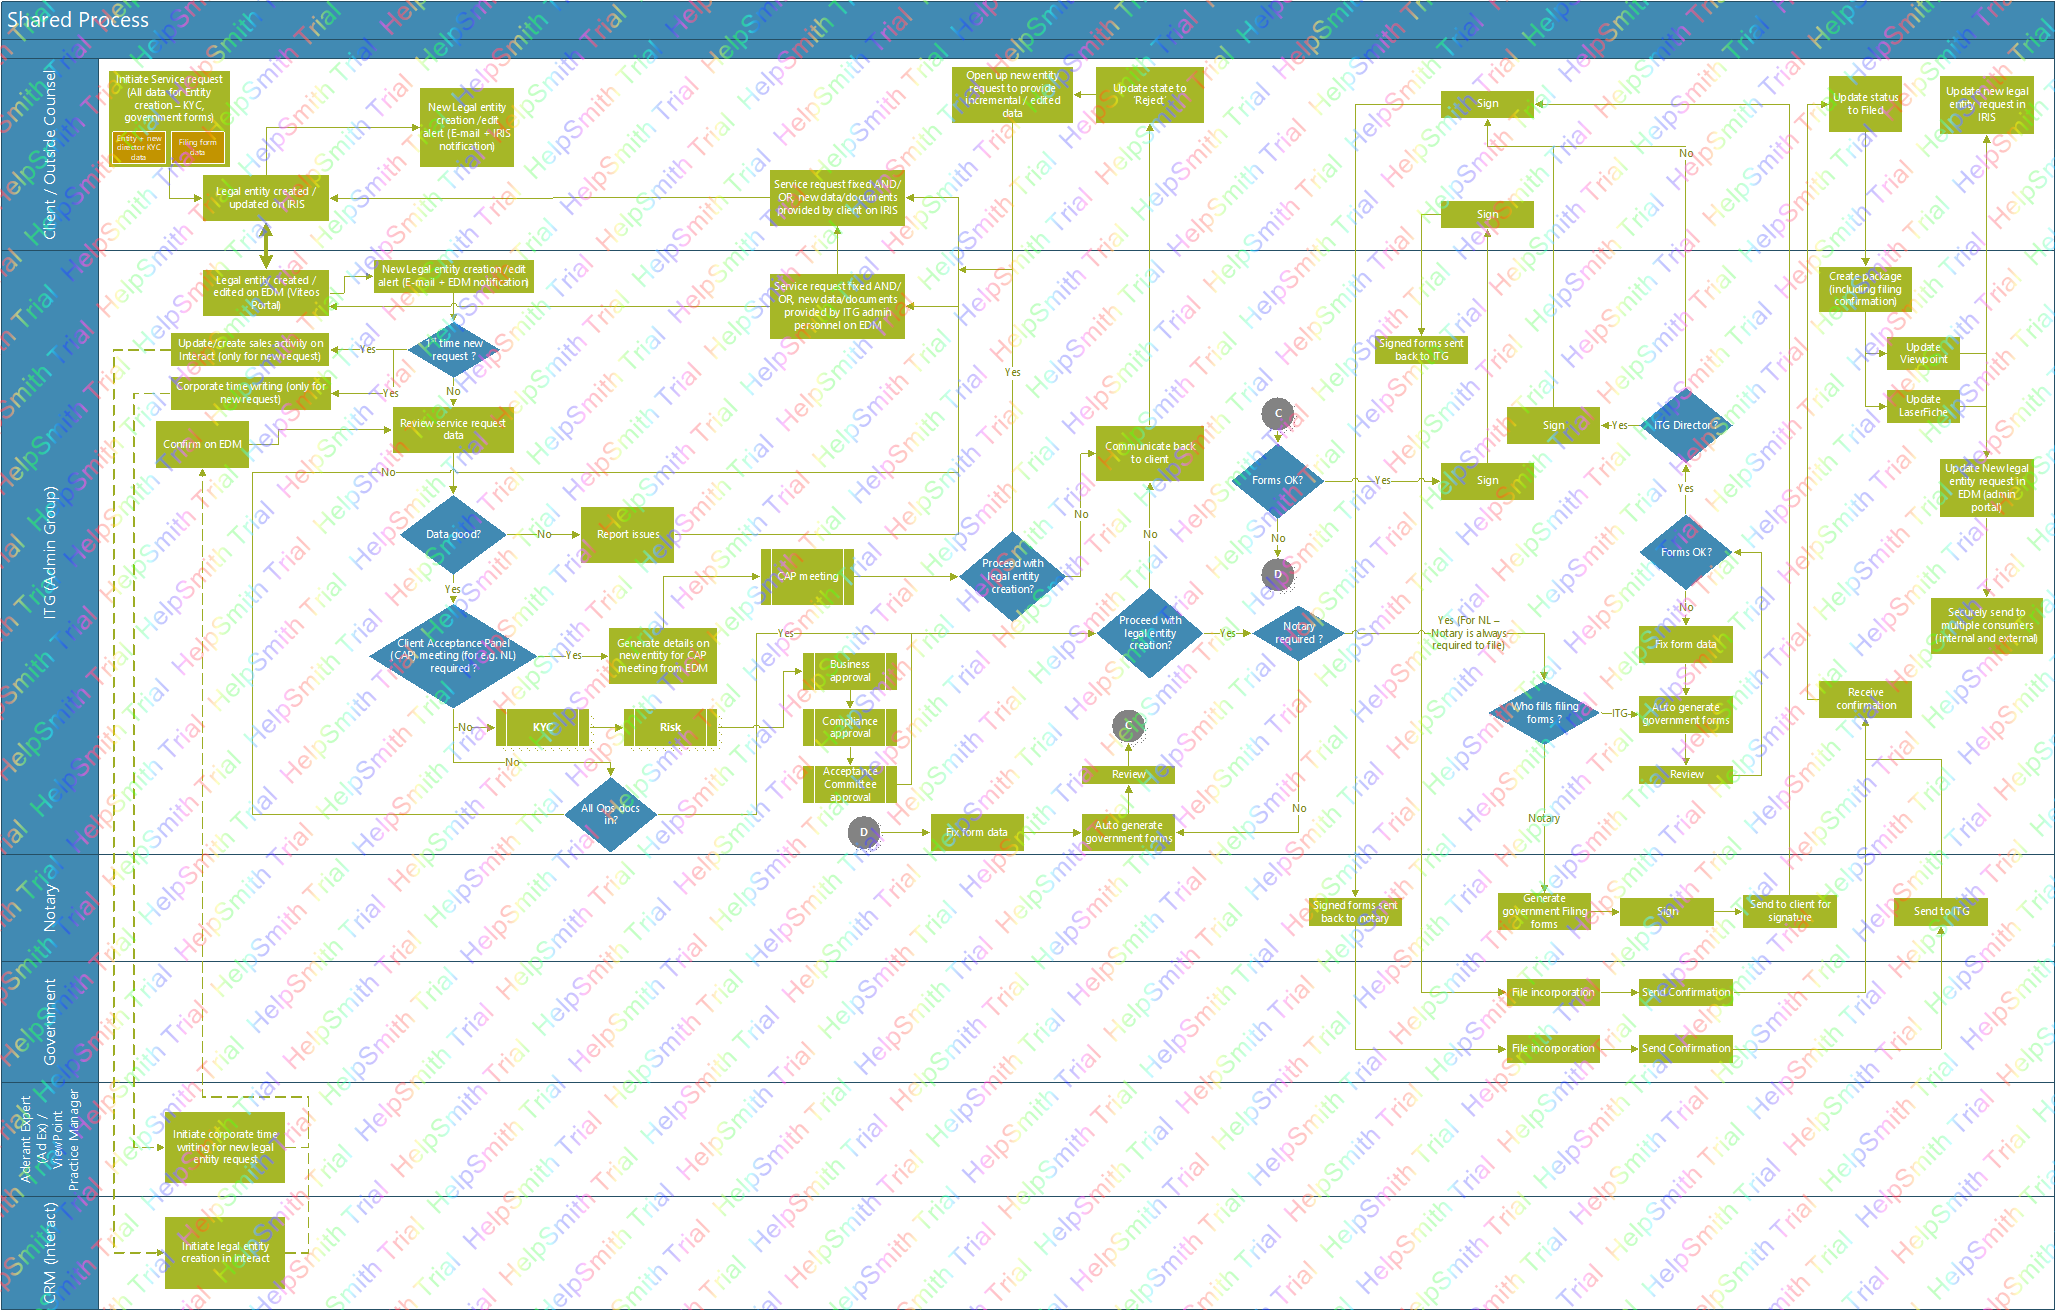 Shared Process
Client / Outside Counsel
Initiate Service request
(All data for Entity
creation – KYC,
government forms)
Entity + new
director KYC
data
Filing form
data
Legal entity created /
updated on IRIS
New Legal entity
creation /edit
alert (E-mail + IRIS
notification)
Service request fixed AND/
OR, new data/documents
provided by client on IRIS
Open up new entity
request to provide
incremental / edited
data
Update state to
'Reject'
Sign
Sign
No
Update status
to Filed
Update new legal
entity request in
IRIS
ITG (Admin Group)
Legal entity created /
edited on EDM (Viteos
Portal)
New Legal entity creation /edit
alert (E-mail + EDM notification)
Service request fixed AND/
OR, new data/documents
provided by ITG admin
personnel on EDM
Update/create sales activity on
Interact (only for new request)
Yes
1st time new
request ?
Corporate time writing (only for
new request)
Yes
No
Confirm on EDM
Review service request
data
No
Data good?
No
Report issues
Yes
Client Acceptance Panel
(CAP) meeting (for e.g. NL)
required ?
Yes
Generate details on
new entity for CAP
meeting from EDM
CAP meeting
Yes
Proceed with
legal entity
creation?
No
Communicate back
to client
No
KYC
Risk
No
All Ops docs
in?
Yes
Business
approval
Compliance
approval
Acceptance
Committee
approval
No
Proceed with
legal entity
creation?
Yes
Notary
required ?
C
Forms OK?
Yes
Sign
No
D
C
Review
D
Fix form data
Auto generate
government forms
No
Yes (For NL –
Notary is always
required to file)
Signed forms sent
back to ITG
Sign
Yes
ITG Director ?
Yes
Forms OK?
No
Fix form data
Who fills filing
forms ?
ITG
Auto generate
government forms
Review
Notary
Create package
(including filing
confirmation)
Update
Viewpoint
Update
LaserFiche
Update New legal
entity request in
EDM (admin
portal)
Securely send to
multiple consumers
(internal and external)
Receive
confirmation
Notary
Signed forms sent
back to notary
Generate
government Filing
forms
Sign
Send to client for
signature
Send to ITG
Government
File incorporation
Send Confirmation
File incorporation
Send Confirmation
Aderant Expert
(Ad Ex) /
ViewPoint
Practice Manager
Initiate corporate time
writing for new legal
entity request
CRM (Interact)
Initiate legal entity
creation in Interact
HelpSmith Trial